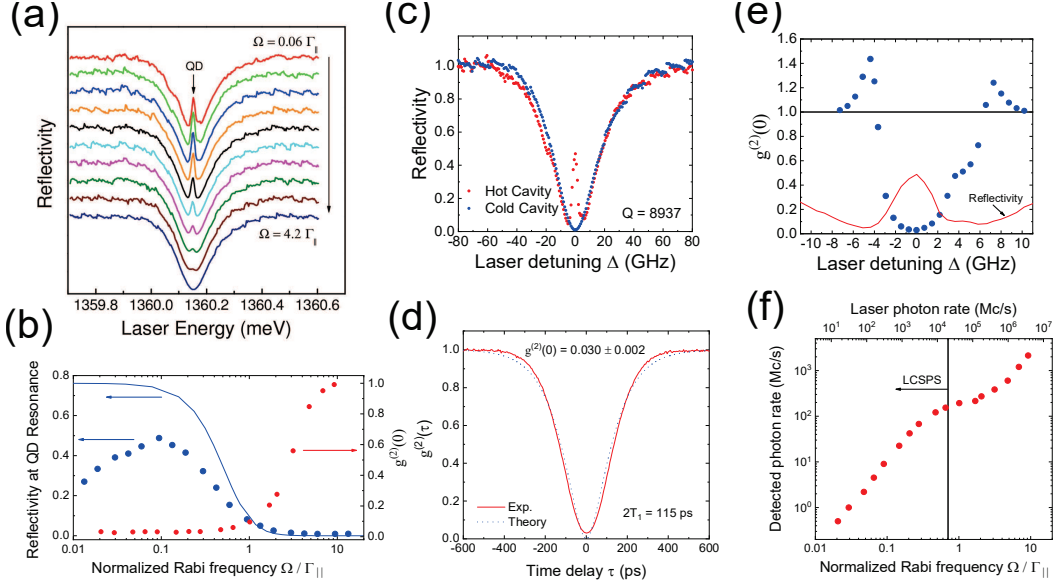 (a)
Ω = 0.06 Γ∥
QD
Ω = 4.2 Γ∥
Reflectivity
1359.8 1360.0 1360.2 1360.4 1360.6
Laser Energy (meV)
(b)
0.8
0.6
0.4
0.2
0.0
Reflectivity at QD Resonance
1.0
0.8
0.6
0.4
0.2
0.0
g(2)(0)
0.01 0.1 1 10
Normalized Rabi frequency Ω / Γ||
(c)
1.0
0.8
0.6
0.4
0.2
0.0
Reflectivity
Hot Cavity
Cold Cavity
Q = 8937
-80 -60 -40 -20 0 20 40 60 80
Laser detuning Δ (GHz)
(d)
g(2)(0) = 0.030 ± 0.002
1.0
0.8
0.6
0.4
0.2
0.0
g(2)(τ)
Exp.
Theory
2T1 = 115 ps
-600 -400 -200 0 200 400 600
Time delay τ (ps)
(e)
1.6
1.4
1.2
1.0
0.8
0.6
0.4
0.2
0.0
g(2)(0)
Reflectivity
-10 -8 -6 -4 -2 0 2 4 6 8 10
Laser detuning Δ (GHz)
(f)
Laser photon rate (Mc/s)
10¹ 10² 10³ 10⁴ 10⁵ 10⁶
LCSPS
10³
10²
10¹
10⁰
Detected photon rate (Mc/s)
0.01 0.1 1 10
Normalized Rabi frequency Ω / Γ||